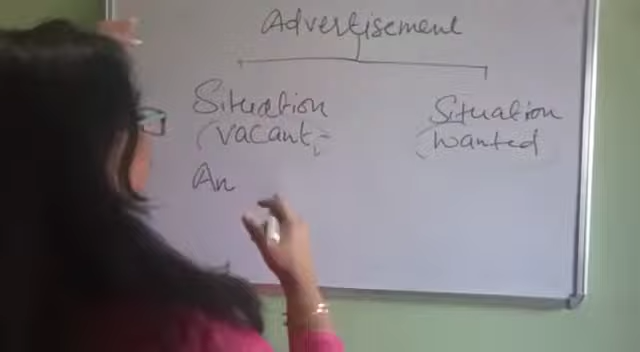 Advertisement
Situation
(vacant,
Situation
(wanted
An